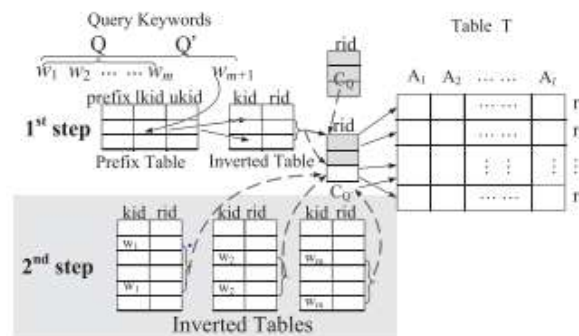 Query Keywords
Q Q'
w1 w2 ... ... wm wm+1
rid
CQ
Table T
A1 A2 ... ... Al
prefix lkid ukid
kid rid
rid
1st step
Prefix Table
Inverted Table
CQ
... ... r
... ... r
⋮ ⋮ ⋮
... ... r
kid rid
kid rid
kid rid
2nd step
w1
w1
w2
w2
wm
wm
Inverted Tables